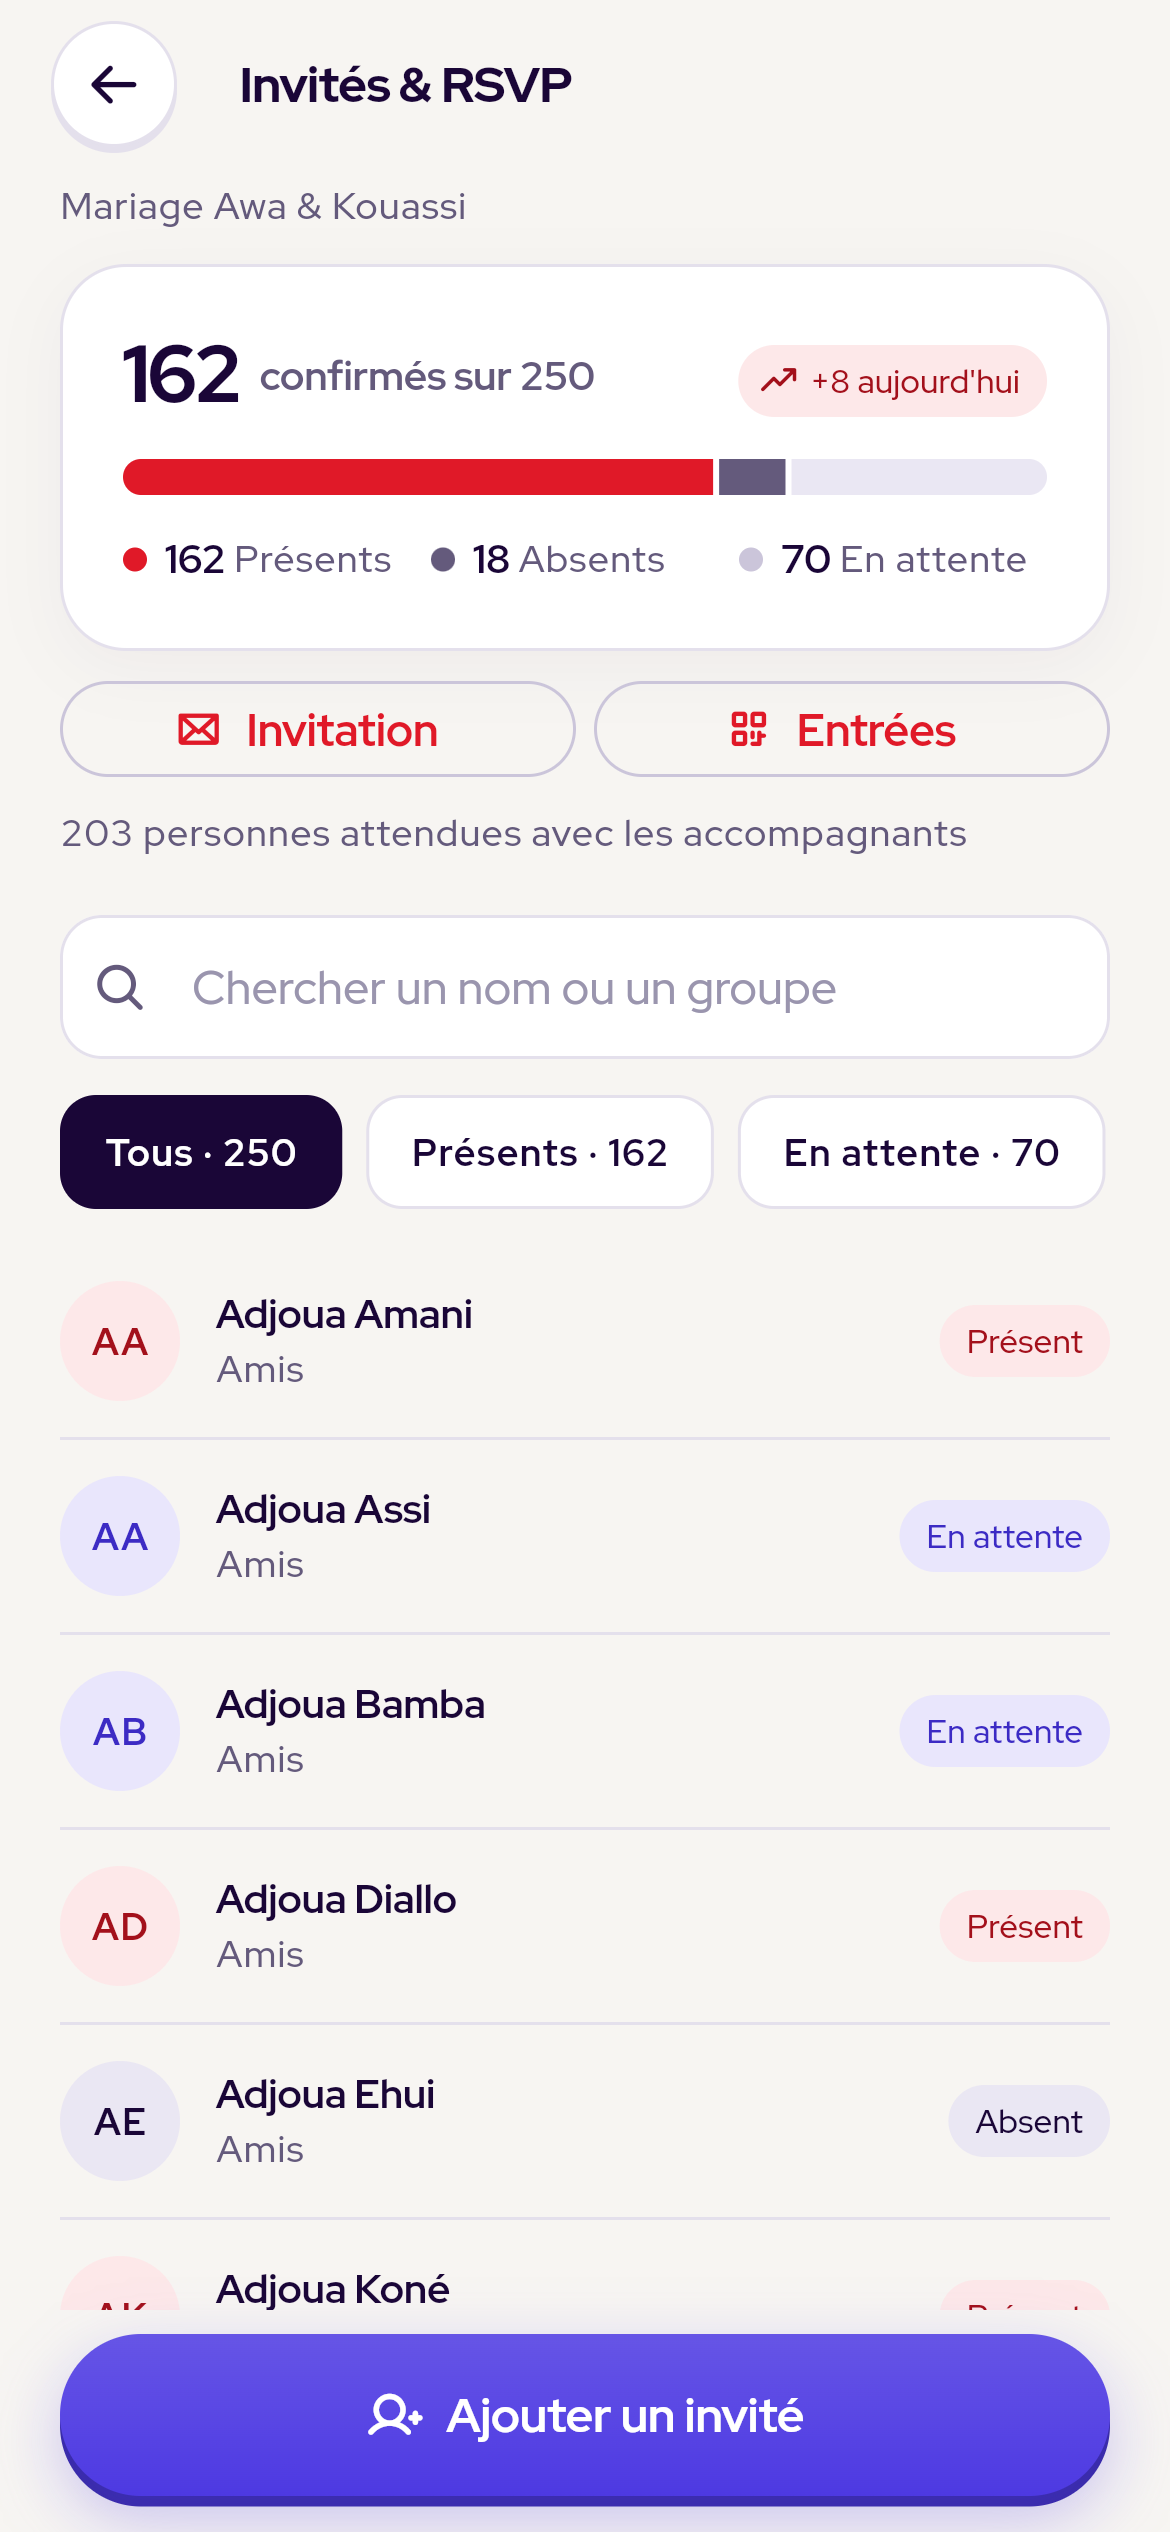 Invités & RSVP
Mariage Awa & Kouassi
162 confirmés sur 250
+8 aujourd'hui
162 Présents
18 Absents
70 En attente
Invitation
Entrées
203 personnes attendues avec les accompagnants
Chercher un nom ou un groupe
Tous · 250
Présents · 162
En attente · 70
AA
Adjoua Amani
Amis
Présent
AA
Adjoua Assi
Amis
En attente
AB
Adjoua Bamba
Amis
En attente
AD
Adjoua Diallo
Amis
Présent
AE
Adjoua Ehui
Amis
Absent
AK
Adjoua Koné
Présent
Ajouter un invité